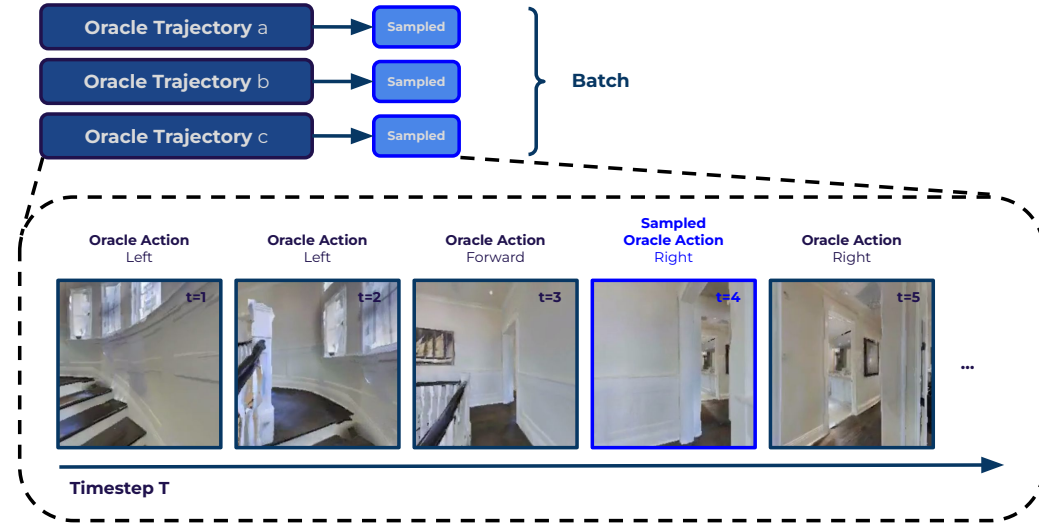 Oracle Trajectory a
Sampled
Oracle Trajectory b
Sampled
Batch
Oracle Trajectory c
Sampled
Oracle Action
Left
Oracle Action
Left
Oracle Action
Forward
Sampled
Oracle Action
Right
Oracle Action
Right
t=1
t=2
t=3
t=4
t=5
...
Timestep T